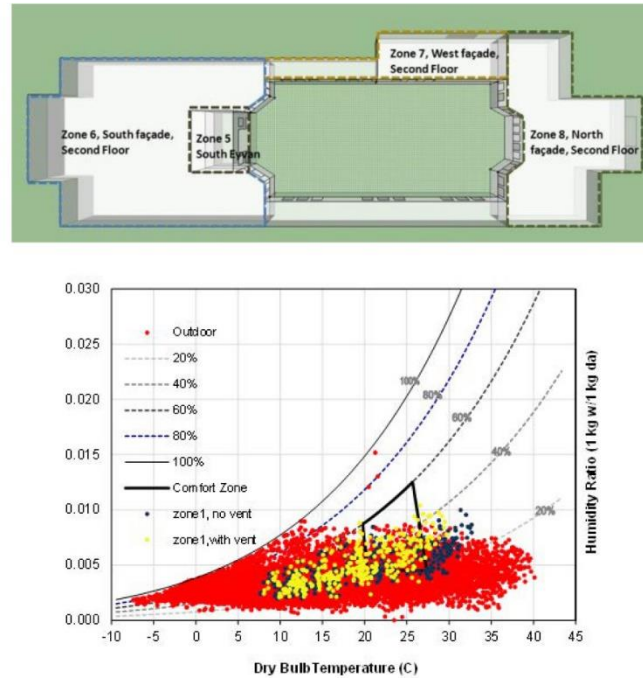 Zone 7, West façade,
Second Floor
Zone 6, South façade,
Second Floor
Zone 5
South Eyvan
Zone 8, North
façade, Second Floor
0.030
0.025
0.020
0.015
0.010
0.005
0.000
Outdoor
20%
40%
60%
80%
100%
Comfort Zone
zone1, no vent
zone1,with vent
100%
80%
60%
40%
20%
-10
-5
0
5
10
15
20
25
30
35
40
45
Dry Bulb Temperature (C)
Humidity Ratio (1 kg w/1 kg da)